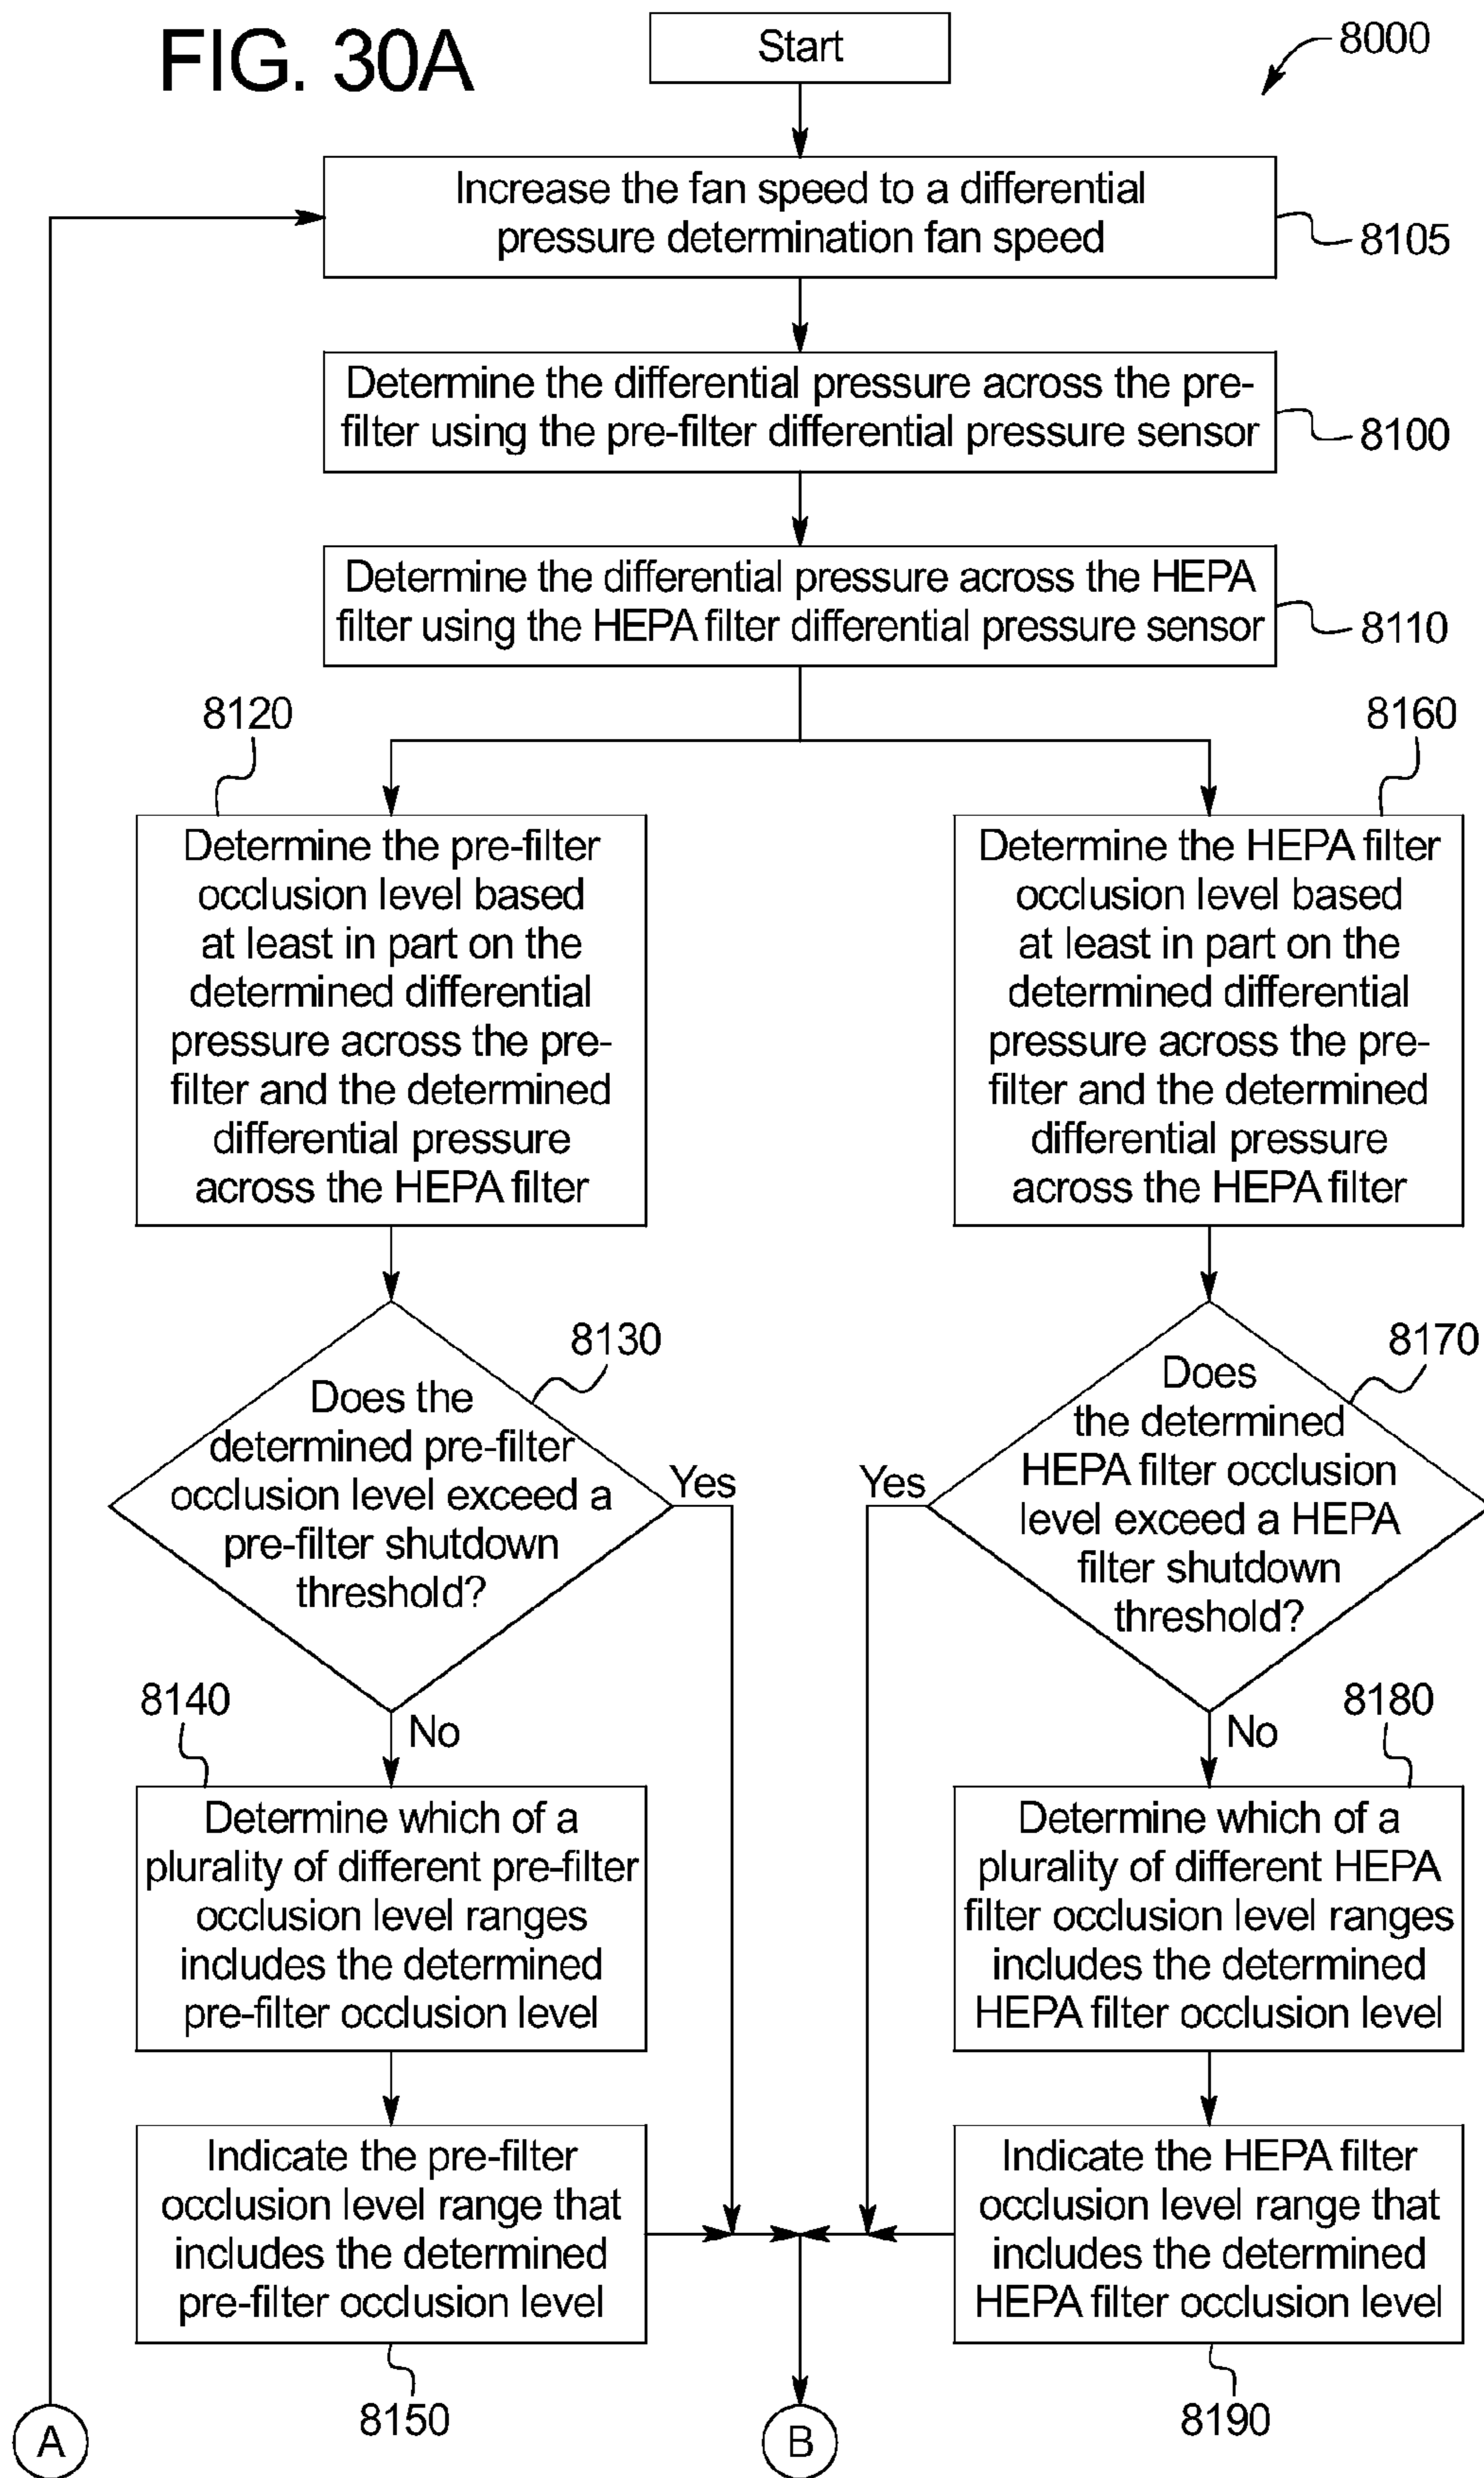 FIG. 30A
Start
8000
Increase the fan speed to a differential
pressure determination fan speed
8105
Determine the differential pressure across the pre-
filter using the pre-filter differential pressure sensor
8100
Determine the differential pressure across the HEPA
filter using the HEPA filter differential pressure sensor
8110
8120
Determine the pre-filter
occlusion level based
at least in part on the
determined differential
pressure across the pre-
filter and the determined
differential pressure
across the HEPA filter
8160
Determine the HEPA filter
occlusion level based
at least in part on the
determined differential
pressure across the pre-
filter and the determined
differential pressure
across the HEPA filter
8130
Does the
determined pre-filter
occlusion level exceed a
pre-filter shutdown
threshold?
Yes
No
8170
Does
the determined
HEPA filter occlusion
level exceed a HEPA
filter shutdown
threshold?
Yes
No
8140
Determine which of a
plurality of different pre-filter
occlusion level ranges
includes the determined
pre-filter occlusion level
8180
Determine which of a
plurality of different HEPA
filter occlusion level ranges
includes the determined
HEPA filter occlusion level
Indicate the pre-filter
occlusion level range that
includes the determined
pre-filter occlusion level
8150
Indicate the HEPA filter
occlusion level range that
includes the determined
HEPA filter occlusion level
8190
A
B